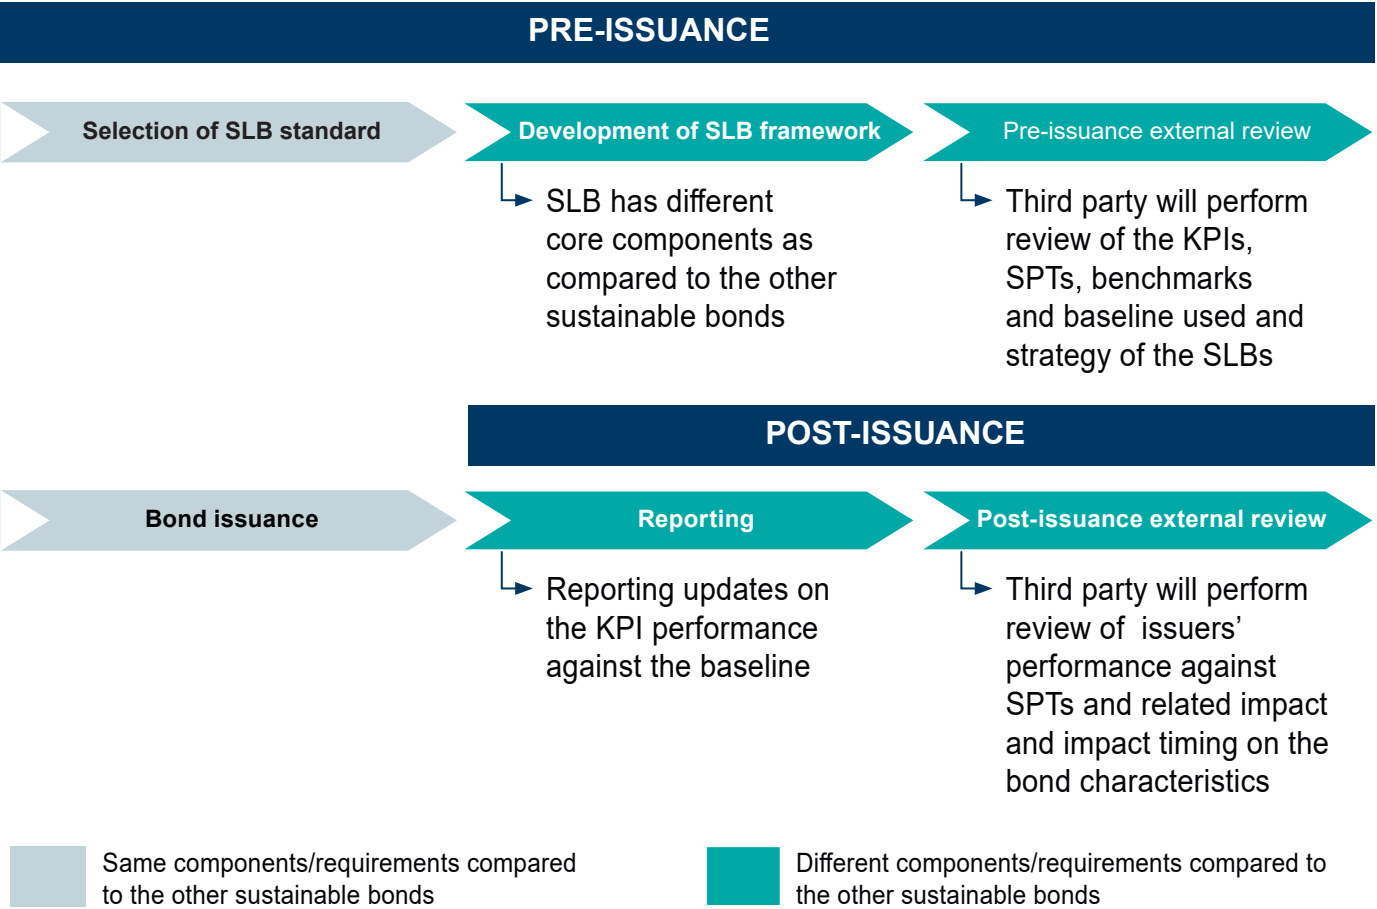 PRE-ISSUANCE
Selection of SLB standard
Development of SLB framework
Pre-issuance external review
SLB has different
core components as
compared to the other
sustainable bonds
Third party will perform
review of the KPIs,
SPTs, benchmarks
and baseline used and
strategy of the SLBs
POST-ISSUANCE
Bond issuance
Reporting
Post-issuance external review
Reporting updates on
the KPI performance
against the baseline
Third party will perform
review of  issuers’
performance against
SPTs and related impact
and impact timing on the
bond characteristics
Same components/requirements compared
to the other sustainable bonds
Different components/requirements compared to
the other sustainable bonds